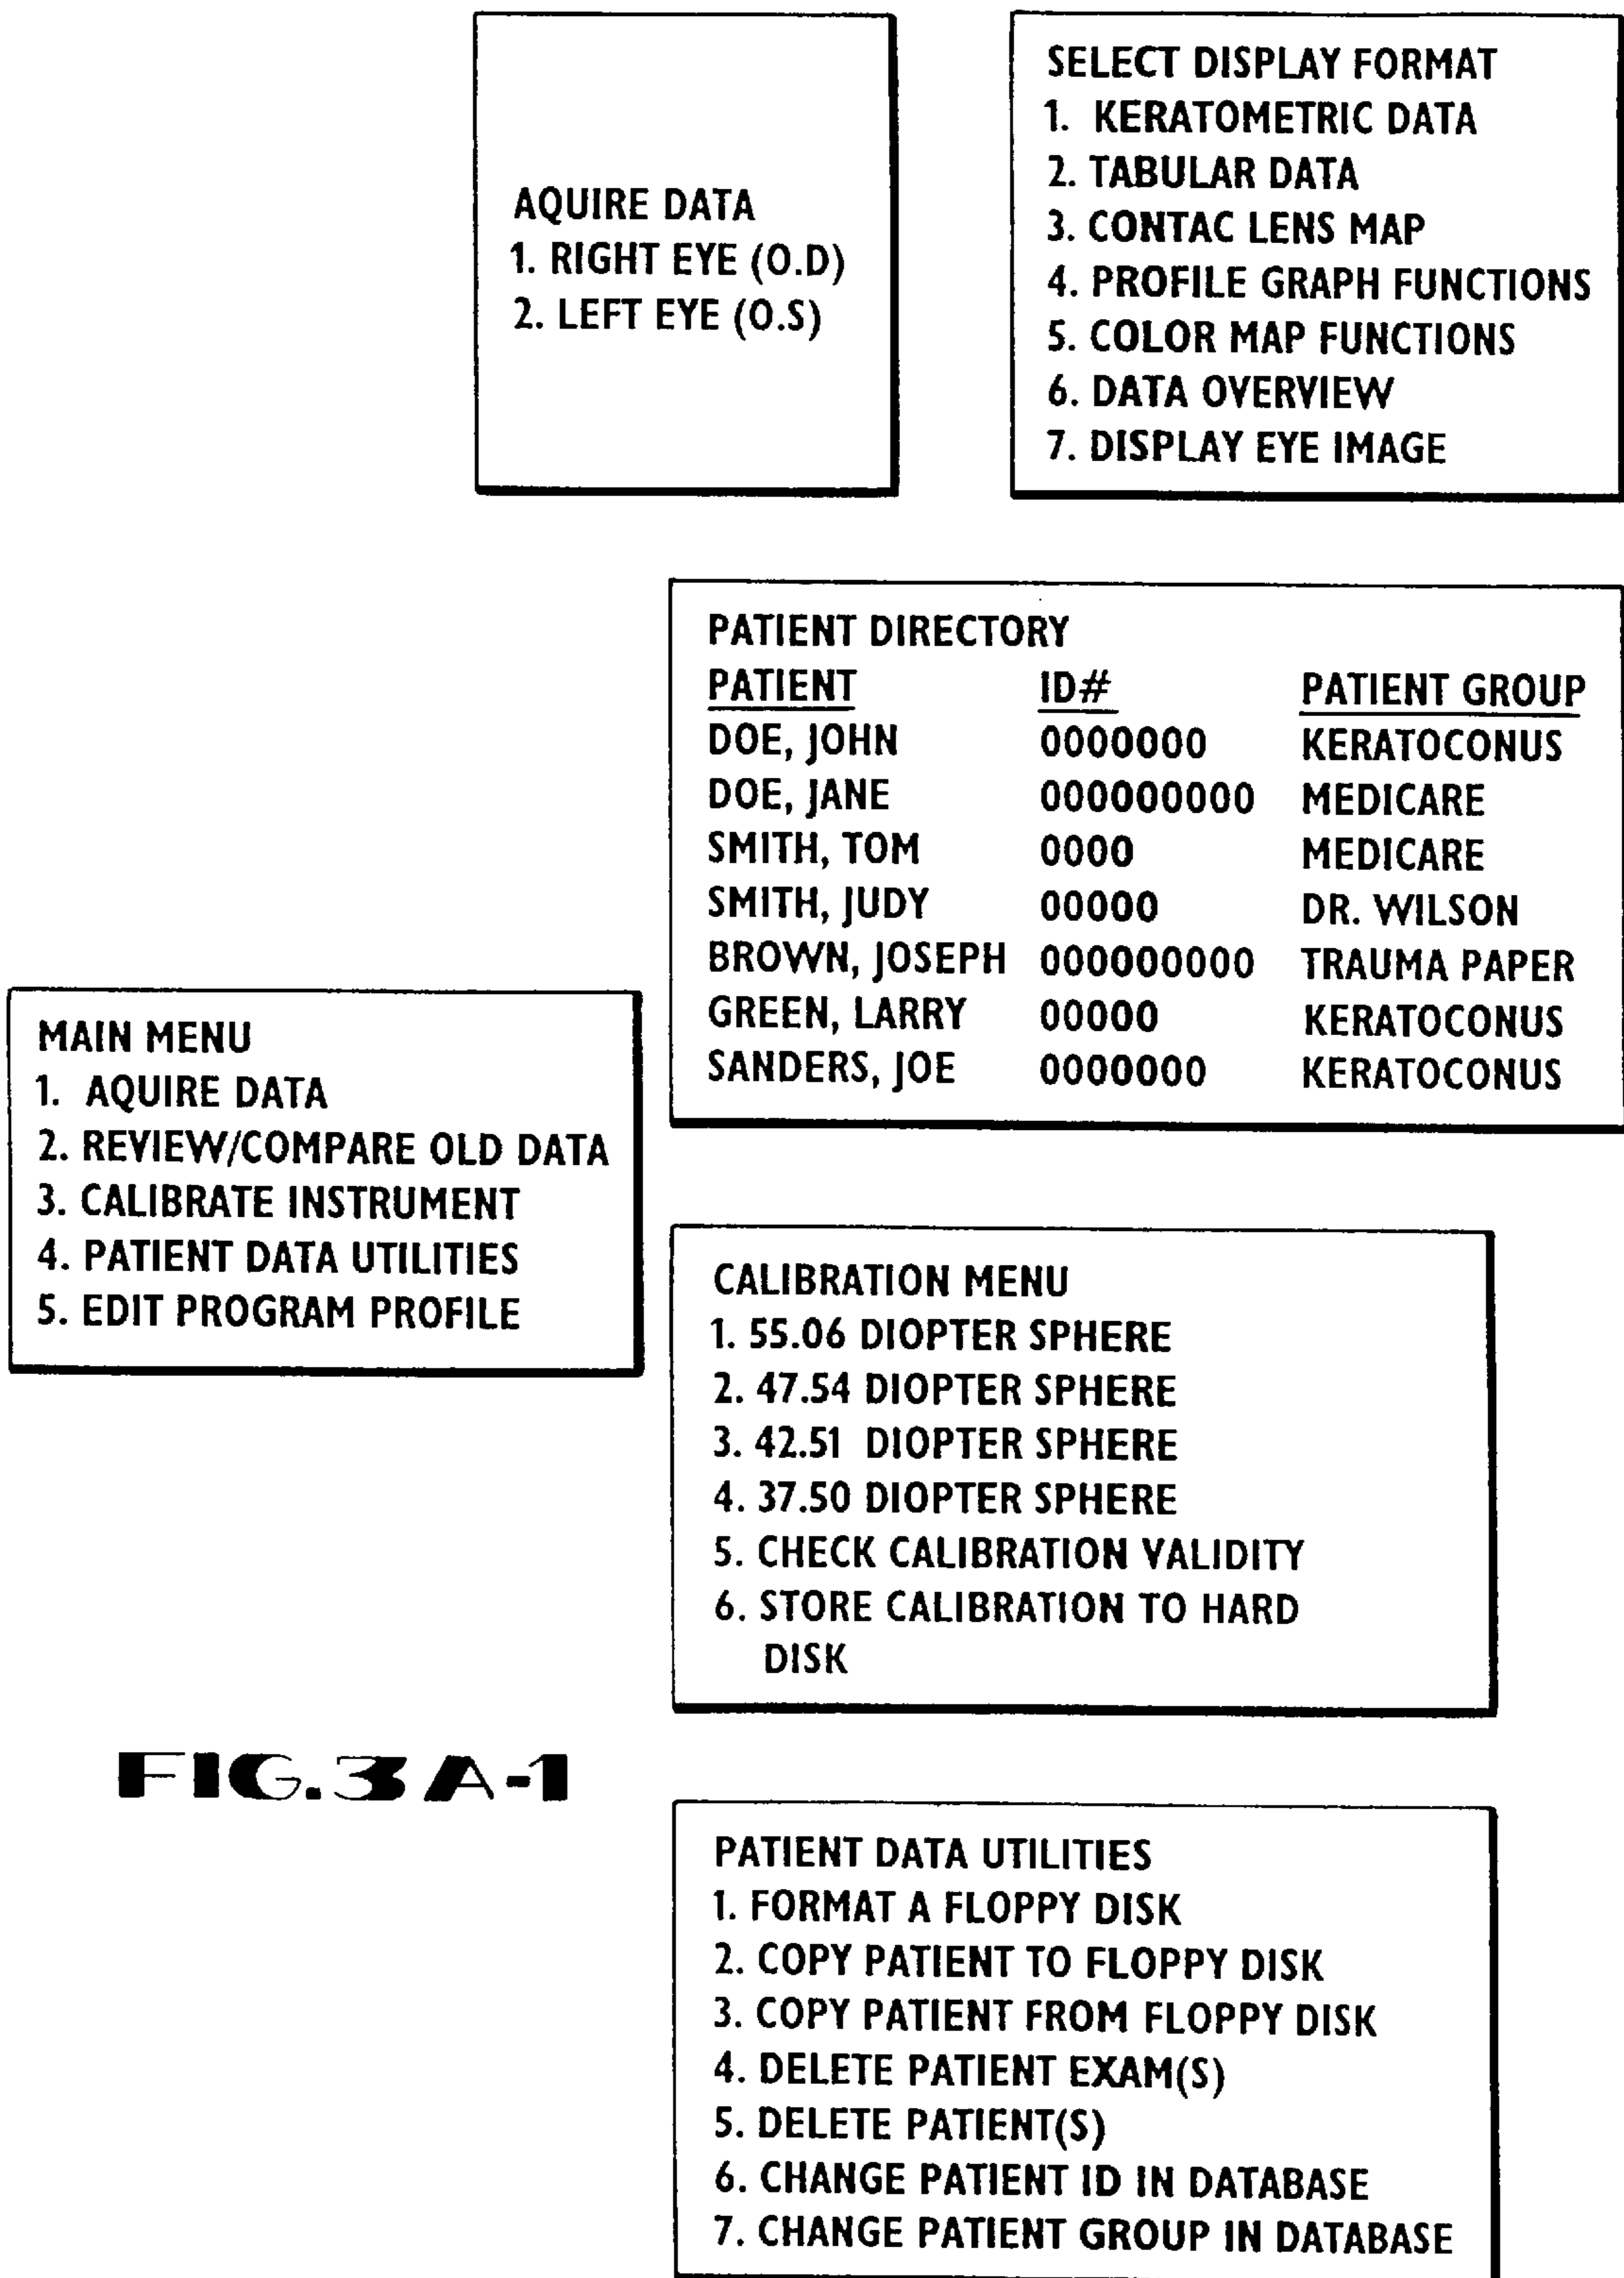 AQUIRE DATA
1. RIGHT EYE (O.D)
2. LEFT EYE (O.S)
SELECT DISPLAY FORMAT
1. KERATOMETRIC DATA
2. TABULAR DATA
3. CONTAC LENS MAP
4. PROFILE GRAPH FUNCTIONS
5. COLOR MAP FUNCTIONS
6. DATA OVERVIEW
7. DISPLAY EYE IMAGE
PATIENT DIRECTORY
PATIENT ID# PATIENT GROUP
DOE, JOHN 0000000 KERATOCONUS
DOE, JANE 000000000 MEDICARE
SMITH, TOM 0000 MEDICARE
SMITH, JUDY 00000 DR. WILSON
BROWN, JOSEPH 000000000 TRAUMA PAPER
GREEN, LARRY 00000 KERATOCONUS
SANDERS, JOE 0000000 KERATOCONUS
MAIN MENU
1. AQUIRE DATA
2. REVIEW/COMPARE OLD DATA
3. CALIBRATE INSTRUMENT
4. PATIENT DATA UTILITIES
5. EDIT PROGRAM PROFILE
CALIBRATION MENU
1. 55.06 DIOPTER SPHERE
2. 47.54 DIOPTER SPHERE
3. 42.51 DIOPTER SPHERE
4. 37.50 DIOPTER SPHERE
5. CHECK CALIBRATION VALIDITY
6. STORE CALIBRATION TO HARD
DISK
FIG. 3A-1
PATIENT DATA UTILITIES
1. FORMAT A FLOPPY DISK
2. COPY PATIENT TO FLOPPY DISK
3. COPY PATIENT FROM FLOPPY DISK
4. DELETE PATIENT EXAM(S)
5. DELETE PATIENT(S)
6. CHANGE PATIENT ID IN DATABASE
7. CHANGE PATIENT GROUP IN DATABASE